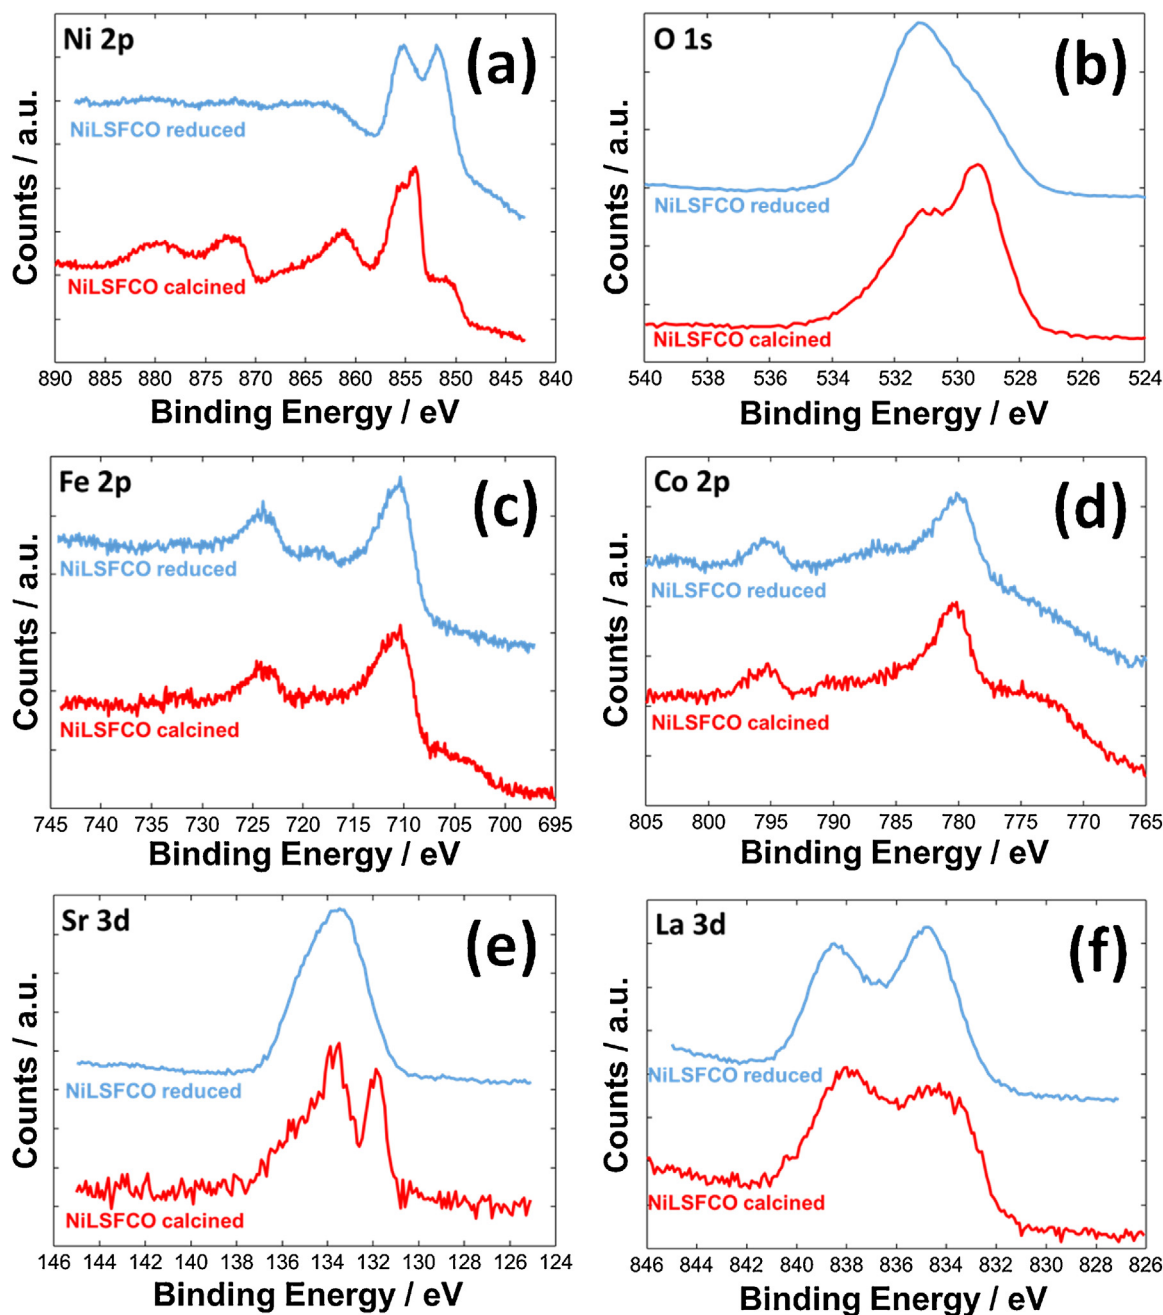 Ni 2p
(a)
NiLSFCO reduced
NiLSFCO calcined
Counts / a.u.
890 885 880 875 870 865 860 855 850 845 840
Binding Energy / eV
O 1s
(b)
NiLSFCO reduced
NiLSFCO calcined
Counts / a.u.
540 538 536 534 532 530 528 526 524
Binding Energy / eV
Fe 2p
(c)
NiLSFCO reduced
NiLSFCO calcined
Counts / a.u.
745 740 735 730 725 720 715 710 705 700 695
Binding Energy / eV
Co 2p
(d)
NiLSFCO reduced
NiLSFCO calcined
Counts / a.u.
805 800 795 790 785 780 775 770 765
Binding Energy / eV
Sr 3d
(e)
NiLSFCO reduced
NiLSFCO calcined
Counts / a.u.
146 144 142 140 138 136 134 132 130 128 126 124
Binding Energy / eV
La 3d
(f)
NiLSFCO reduced
NiLSFCO calcined
Counts / a.u.
846 844 842 840 838 836 834 832 830 828 826
Binding Energy / eV